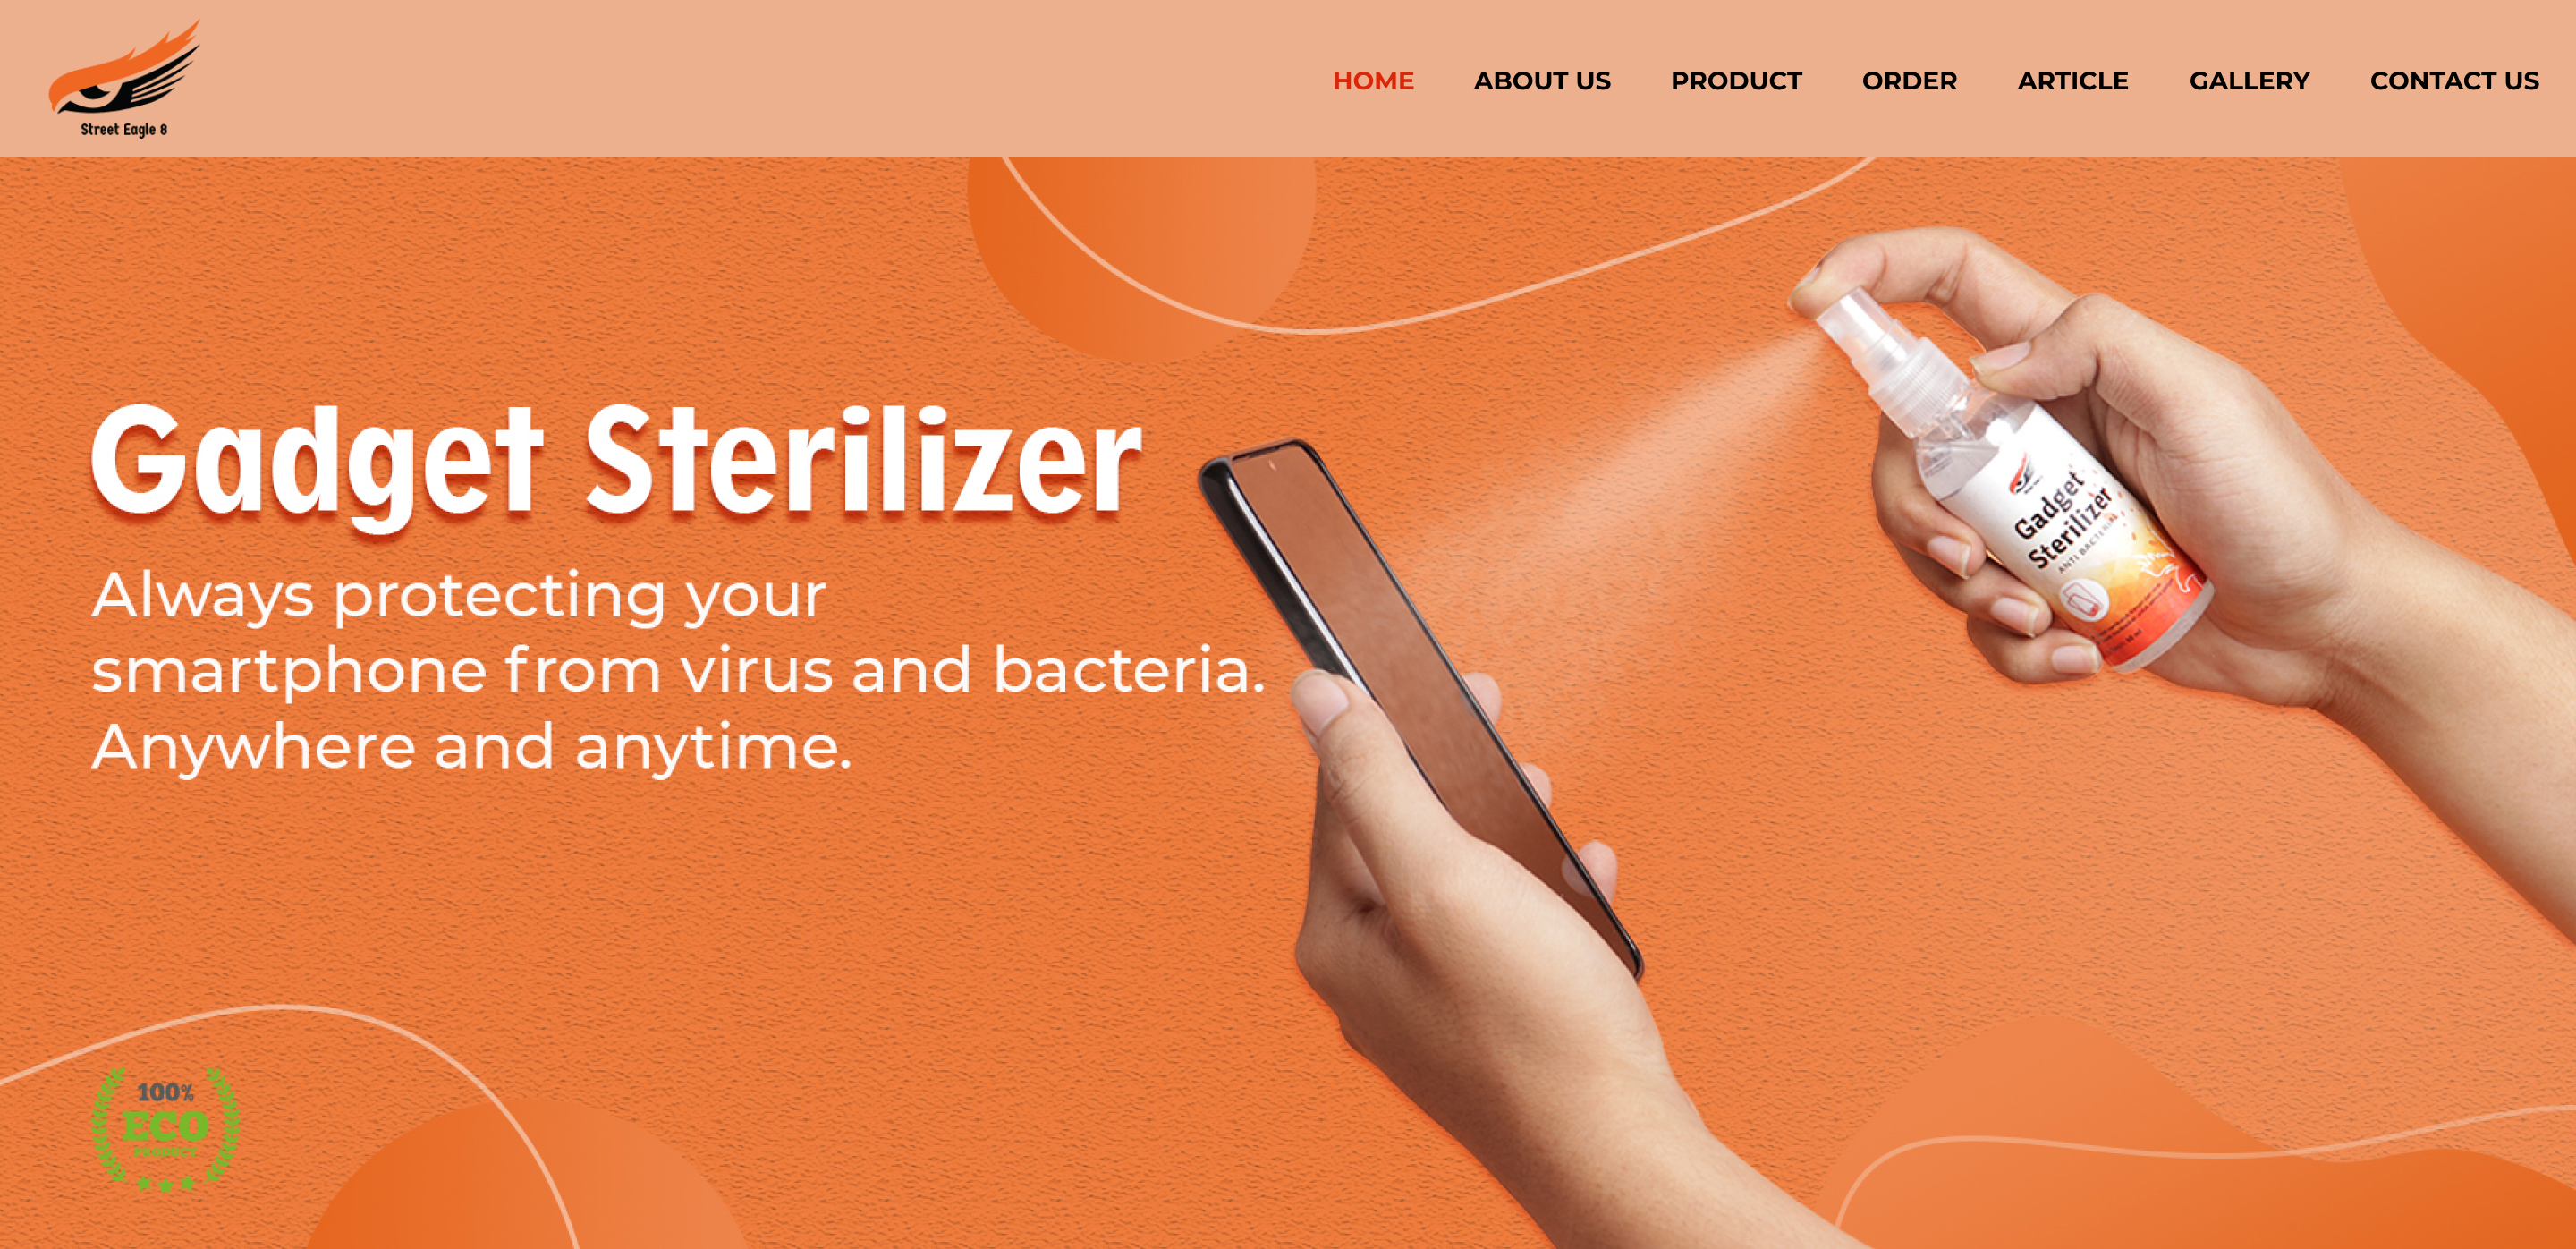 Street Eagle 8
HOME ABOUT US PRODUCT ORDER ARTICLE GALLERY CONTACT US
Gadget Sterilizer
Always protecting your
smartphone from virus and bacteria.
Anywhere and anytime.
Gadget
Sterilizer
ANTI BACTERIAL
100%
ECO
PRODUCT